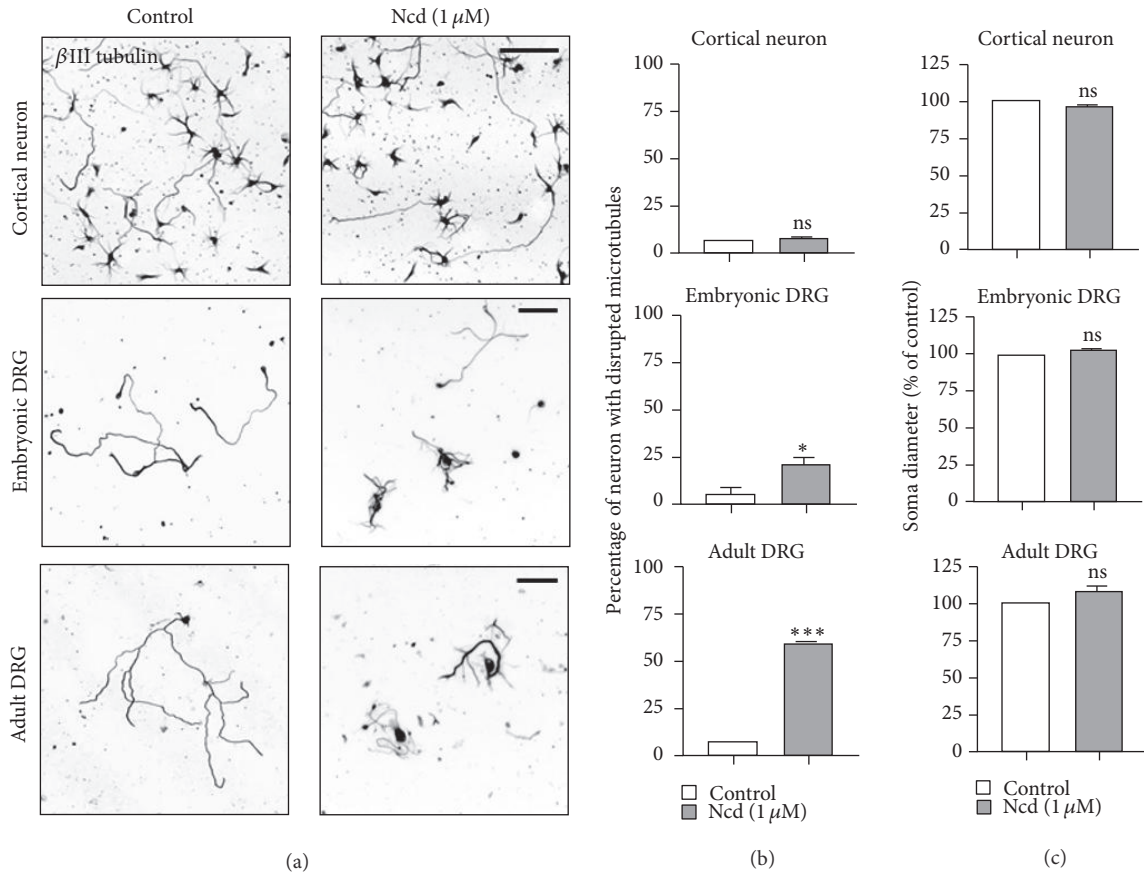 Control
Ncd (1 μM)
βIII tubulin
Cortical neuron
Embryonic DRG
Adult DRG
(a)
Percentage of neuron with disrupted microtubules
Cortical neuron
100
75
50
25
0
ns
Embryonic DRG
100
75
50
25
0
*
Adult DRG
100
75
50
25
0
***
Control
Ncd (1 μM)
(b)
Soma diameter (% of control)
Cortical neuron
125
100
75
50
25
0
ns
Embryonic DRG
125
100
75
50
25
0
ns
Adult DRG
125
100
75
50
25
0
ns
Control
Ncd (1 μM)
(c)